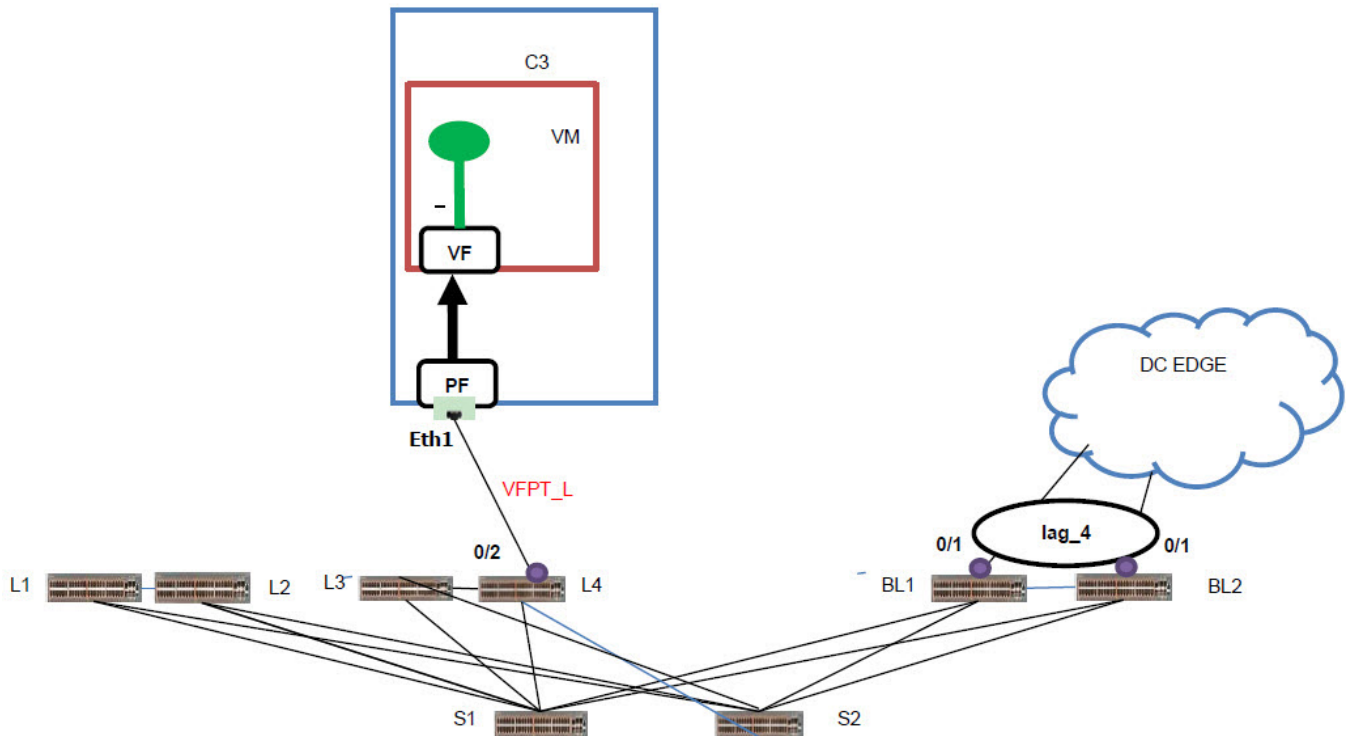 C3
VM
–
VF
PF
Eth1
DC EDGE
VFPT_L
lag_4
0/2
0/1
0/1
L1
L2
L3
L4
BL1
BL2
S1
S2